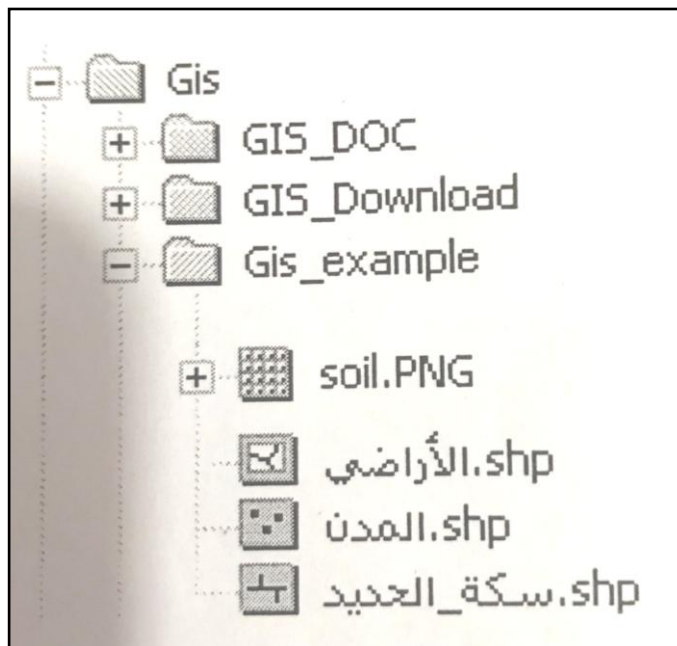 Gis
GIS_DOC
GIS_Download
Gis_example
soil.PNG
الأراضي.shp
المدن.shp
سكة_الحديد.shp